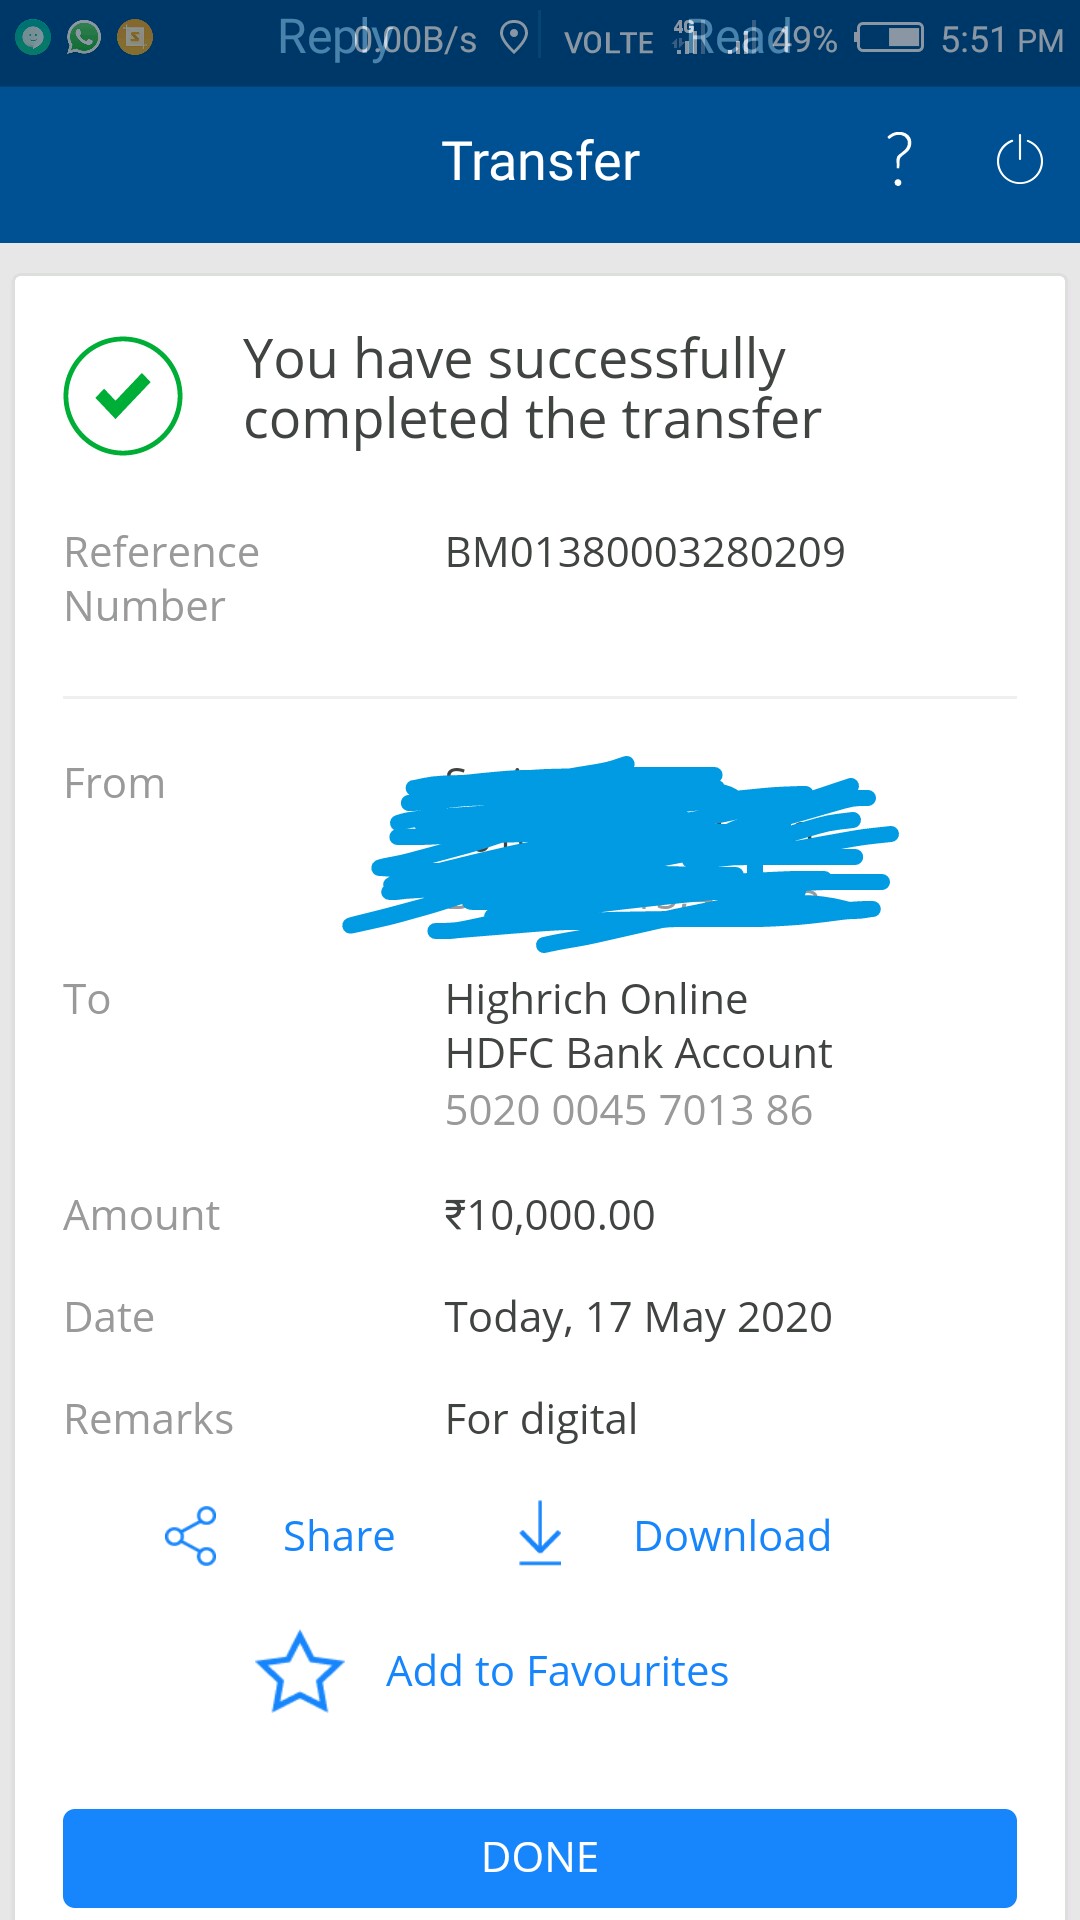 Reply 0.00B/s VOLTE 4G Read 49% 5:51 PM
Transfer ?
You have successfully
completed the transfer
Reference BM01380003280209
Number
From
To Highrich Online
HDFC Bank Account
5020 0045 7013 86
Amount ₹10,000.00
Date Today, 17 May 2020
Remarks For digital
Share Download
Add to Favourites
DONE